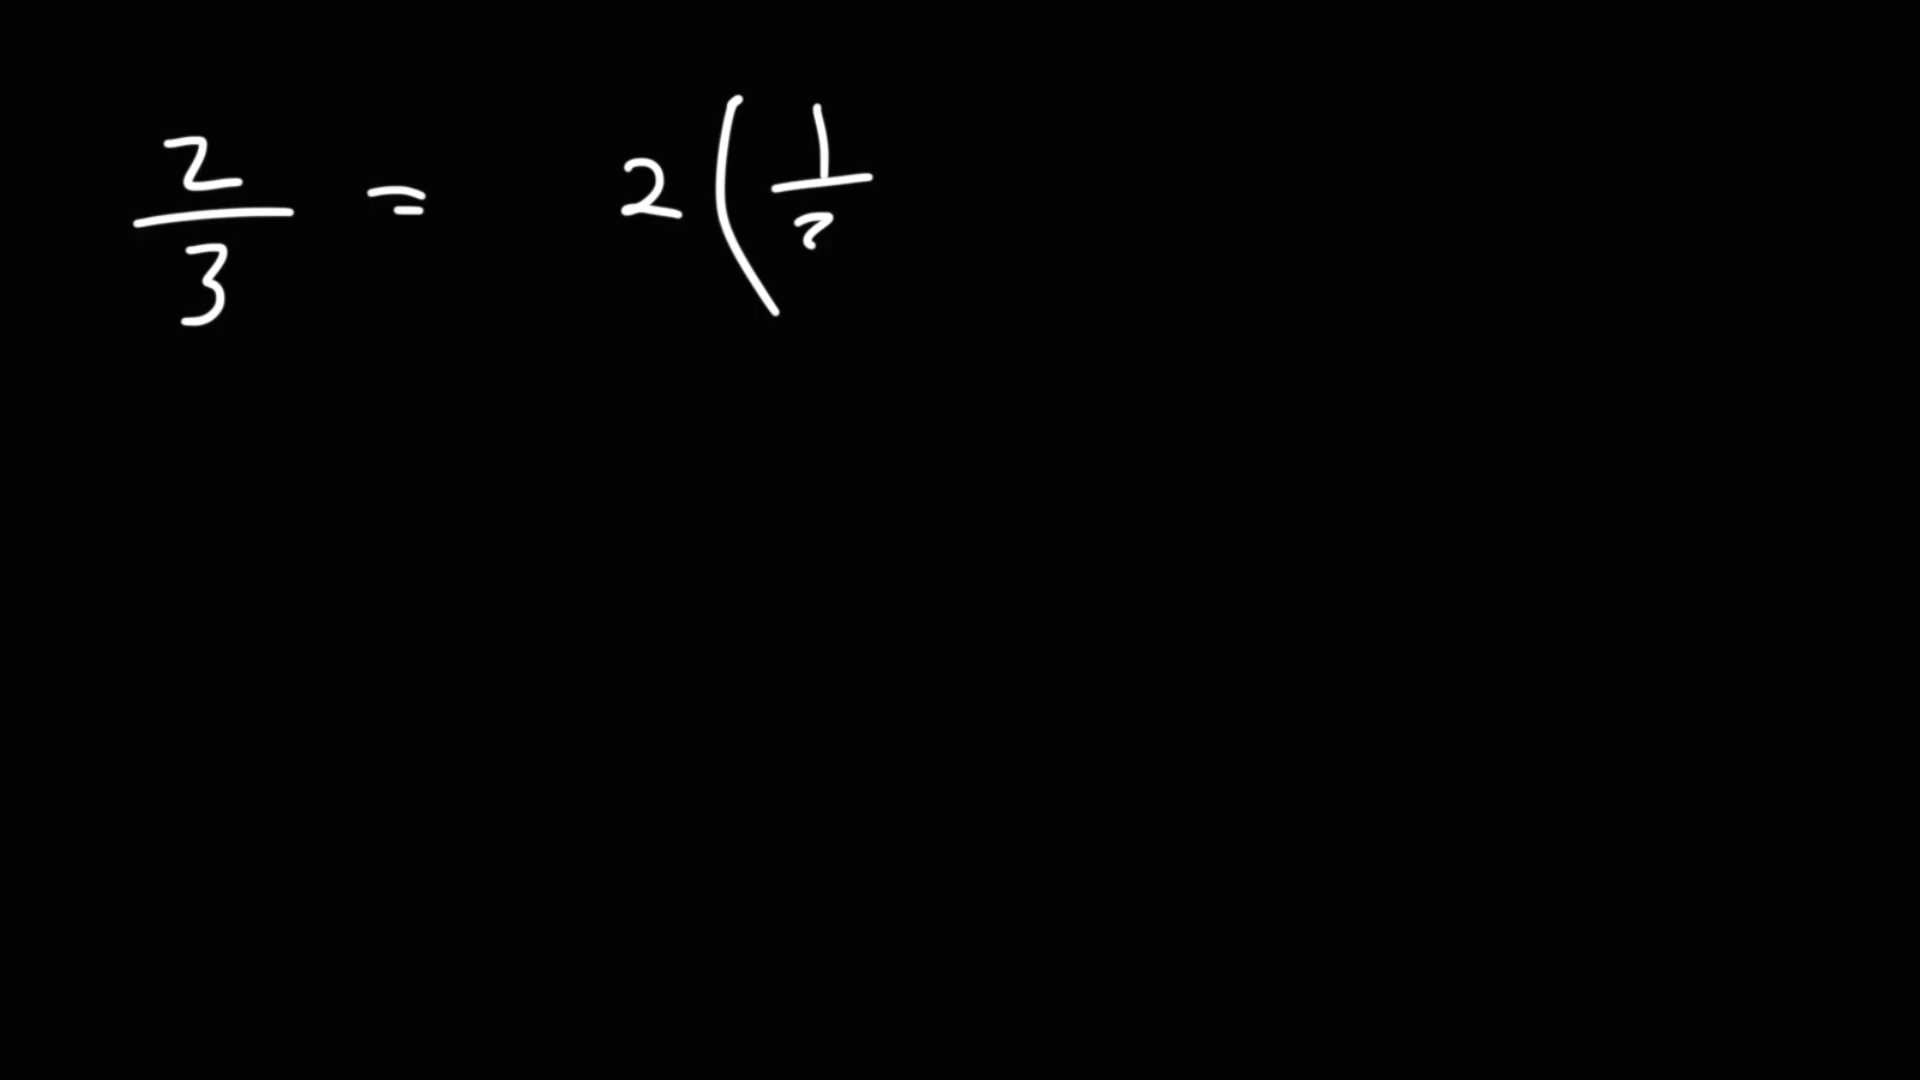 2/3 = 2(1/